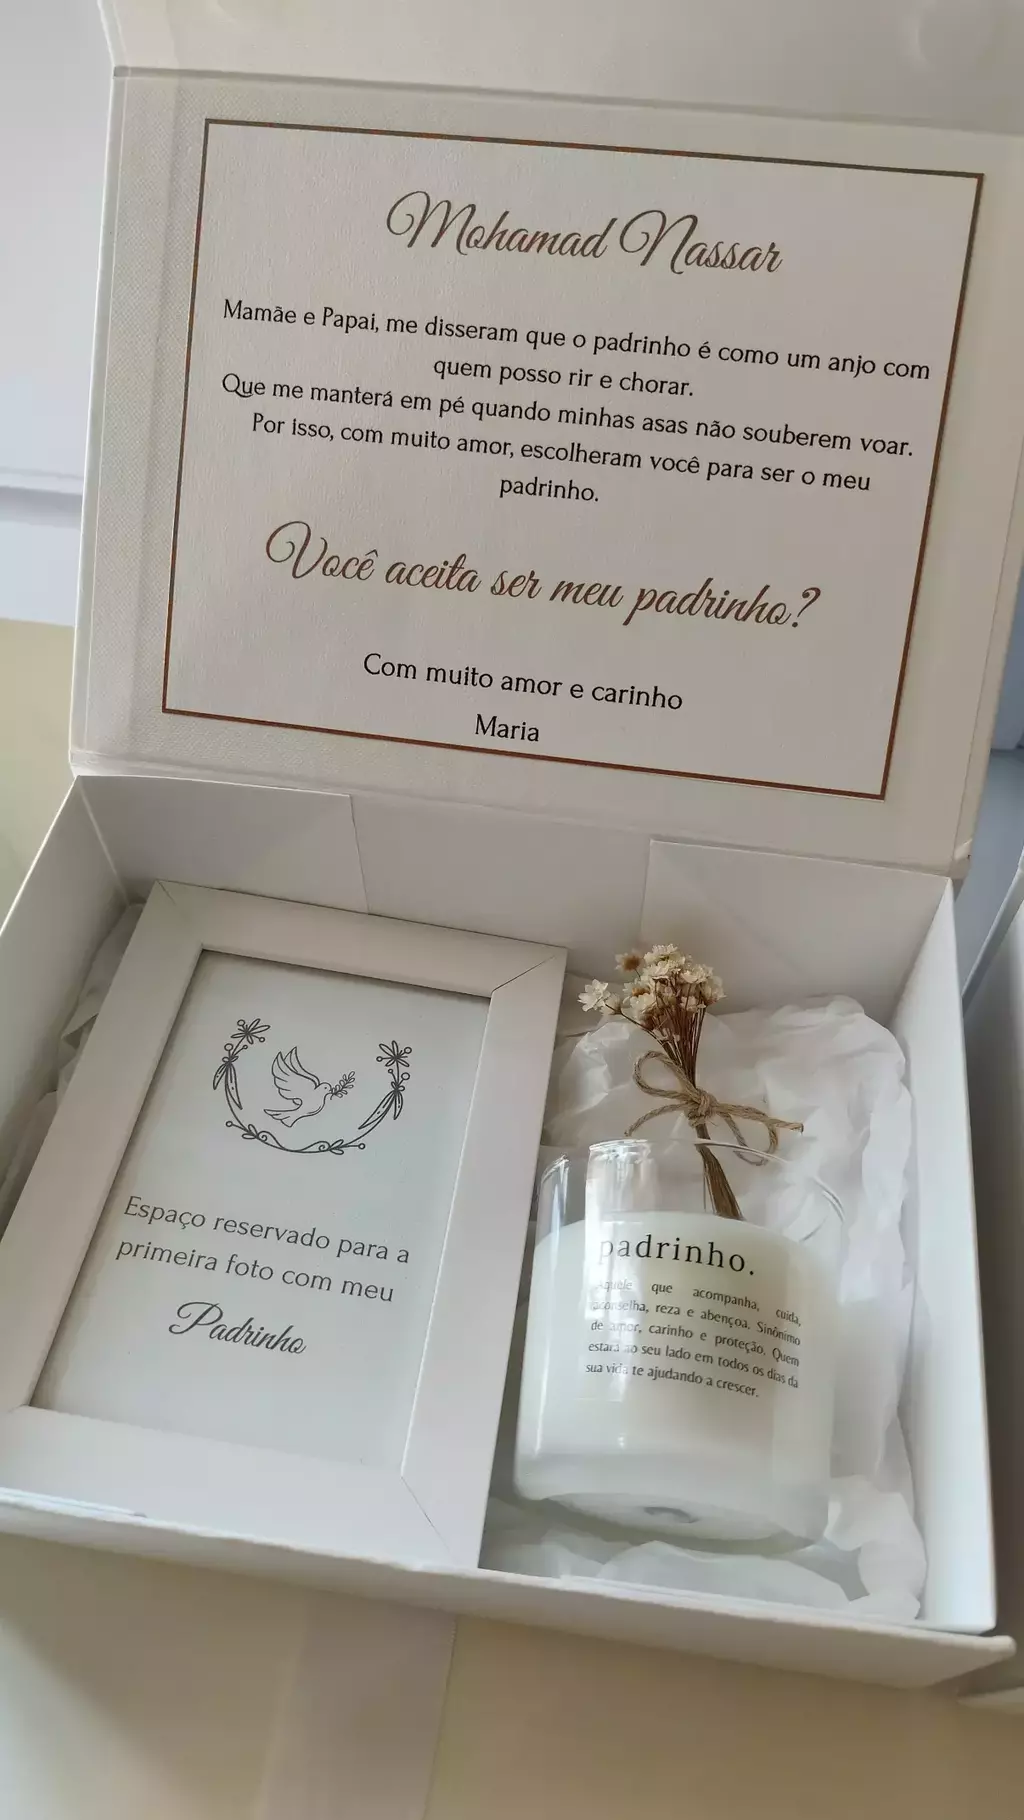 Mohamad Nassar
Mamãe e Papai, me disseram que o padrinho é como um anjo com
quem posso rir e chorar.
Que me manterá em pé quando minhas asas não souberem voar.
Por isso, com muito amor, escolheram você para ser o meu
padrinho.
Você aceita ser meu padrinho?
Com muito amor e carinho
Maria
Espaço reservado para a
primeira foto com meu
Padrinho
padrinho.
Aquele que acompanha, cuida,
aconselha, reza e abençoa. Sinônimo
de amor, carinho e proteção. Quem
estará ao seu lado em todos os dias da
sua vida te ajudando a crescer.